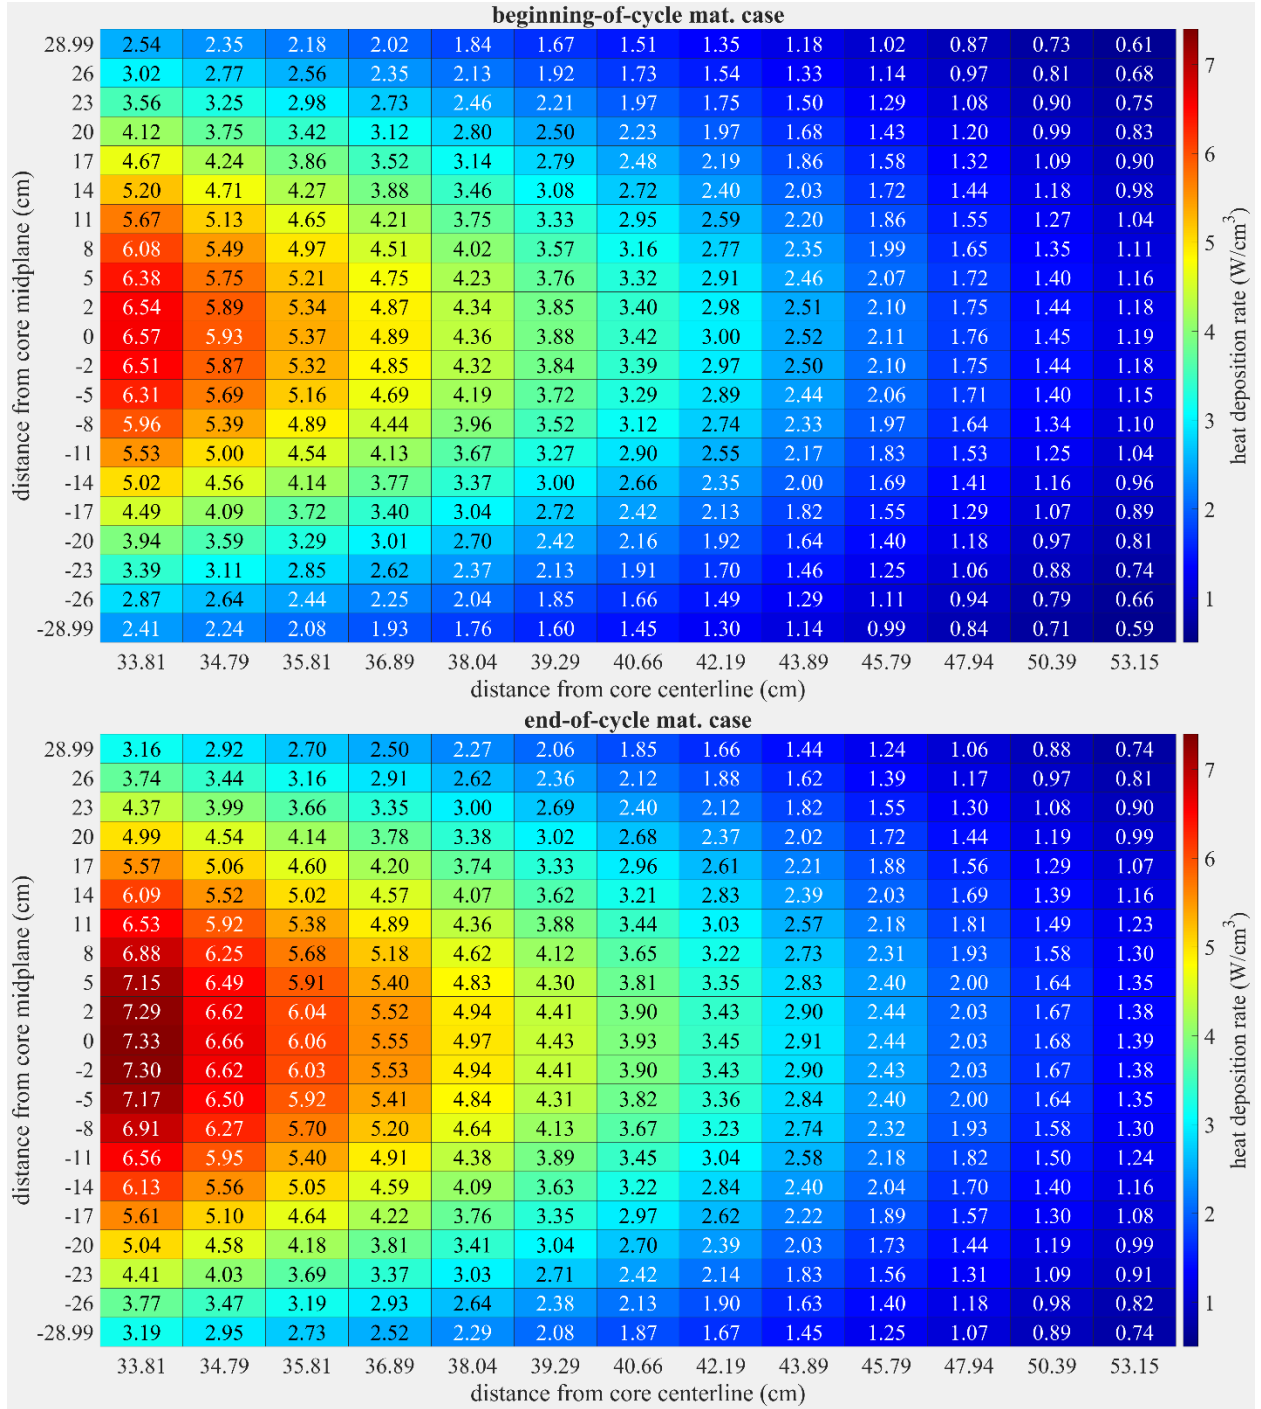 beginning-of-cycle mat. case
28.99 2.54 2.35 2.18 2.02 1.84 1.67 1.51 1.35 1.18 1.02 0.87 0.73 0.61
26 3.02 2.77 2.56 2.35 2.13 1.92 1.73 1.54 1.33 1.14 0.97 0.81 0.68
23 3.56 3.25 2.98 2.73 2.46 2.21 1.97 1.75 1.50 1.29 1.08 0.90 0.75
20 4.12 3.75 3.42 3.12 2.80 2.50 2.23 1.97 1.68 1.43 1.20 0.99 0.83
17 4.67 4.24 3.86 3.52 3.14 2.79 2.48 2.19 1.86 1.58 1.32 1.09 0.90
14 5.20 4.71 4.27 3.88 3.46 3.08 2.72 2.40 2.03 1.72 1.44 1.18 0.98
11 5.67 5.13 4.65 4.21 3.75 3.33 2.95 2.59 2.20 1.86 1.55 1.27 1.04
8 6.08 5.49 4.97 4.51 4.02 3.57 3.16 2.77 2.35 1.99 1.65 1.35 1.11
5 6.38 5.75 5.21 4.75 4.23 3.76 3.32 2.91 2.46 2.07 1.72 1.40 1.16
2 6.54 5.89 5.34 4.87 4.34 3.85 3.40 2.98 2.51 2.10 1.75 1.44 1.18
0 6.57 5.93 5.37 4.89 4.36 3.88 3.42 3.00 2.52 2.11 1.76 1.45 1.19
-2 6.51 5.87 5.32 4.85 4.32 3.84 3.39 2.97 2.50 2.10 1.75 1.44 1.18
-5 6.31 5.69 5.16 4.69 4.19 3.72 3.29 2.89 2.44 2.06 1.71 1.40 1.15
-8 5.96 5.39 4.89 4.44 3.96 3.52 3.12 2.74 2.33 1.97 1.64 1.34 1.10
-11 5.53 5.00 4.54 4.13 3.67 3.27 2.90 2.55 2.17 1.83 1.53 1.25 1.04
-14 5.02 4.56 4.14 3.77 3.37 3.00 2.66 2.35 2.00 1.69 1.41 1.16 0.96
-17 4.49 4.09 3.72 3.40 3.04 2.72 2.42 2.13 1.82 1.55 1.29 1.07 0.89
-20 3.94 3.59 3.29 3.01 2.70 2.42 2.16 1.92 1.64 1.40 1.18 0.97 0.81
-23 3.39 3.11 2.85 2.62 2.37 2.13 1.91 1.70 1.46 1.25 1.06 0.88 0.74
-26 2.87 2.64 2.44 2.25 2.04 1.85 1.66 1.49 1.29 1.11 0.94 0.79 0.66
-28.99 2.41 2.24 2.08 1.93 1.76 1.60 1.45 1.30 1.14 0.99 0.84 0.71 0.59
33.81 34.79 35.81 36.89 38.04 39.29 40.66 42.19 43.89 45.79 47.94 50.39 53.15
distance from core centerline (cm)
distance from core midplane (cm)
7
6
5
4
3
2
1
heat deposition rate (W/cm³)
end-of-cycle mat. case
28.99 3.16 2.92 2.70 2.50 2.27 2.06 1.85 1.66 1.44 1.24 1.06 0.88 0.74
26 3.74 3.44 3.16 2.91 2.62 2.36 2.12 1.88 1.62 1.39 1.17 0.97 0.81
23 4.37 3.99 3.66 3.35 3.00 2.69 2.40 2.12 1.82 1.55 1.30 1.08 0.90
20 4.99 4.54 4.14 3.78 3.38 3.02 2.68 2.37 2.02 1.72 1.44 1.19 0.99
17 5.57 5.06 4.60 4.20 3.74 3.33 2.96 2.61 2.21 1.88 1.56 1.29 1.07
14 6.09 5.52 5.02 4.57 4.07 3.62 3.21 2.83 2.39 2.03 1.69 1.39 1.16
11 6.53 5.92 5.38 4.89 4.36 3.88 3.44 3.03 2.57 2.18 1.81 1.49 1.23
8 6.88 6.25 5.68 5.18 4.62 4.12 3.65 3.22 2.73 2.31 1.93 1.58 1.30
5 7.15 6.49 5.91 5.40 4.83 4.30 3.81 3.35 2.83 2.40 2.00 1.64 1.35
2 7.29 6.62 6.04 5.52 4.94 4.41 3.90 3.43 2.90 2.44 2.03 1.67 1.38
0 7.33 6.66 6.06 5.55 4.97 4.43 3.93 3.45 2.91 2.44 2.03 1.68 1.39
-2 7.30 6.62 6.03 5.53 4.94 4.41 3.90 3.43 2.90 2.43 2.03 1.67 1.38
-5 7.17 6.50 5.92 5.41 4.84 4.31 3.82 3.36 2.84 2.40 2.00 1.64 1.35
-8 6.91 6.27 5.70 5.20 4.64 4.13 3.67 3.23 2.74 2.32 1.93 1.58 1.30
-11 6.56 5.95 5.40 4.91 4.38 3.89 3.45 3.04 2.58 2.18 1.82 1.50 1.24
-14 6.13 5.56 5.05 4.59 4.09 3.63 3.22 2.84 2.40 2.04 1.70 1.40 1.16
-17 5.61 5.10 4.64 4.22 3.76 3.35 2.97 2.62 2.22 1.89 1.57 1.30 1.08
-20 5.04 4.58 4.18 3.81 3.41 3.04 2.70 2.39 2.03 1.73 1.44 1.19 0.99
-23 4.41 4.03 3.69 3.37 3.03 2.71 2.42 2.14 1.83 1.56 1.31 1.09 0.91
-26 3.77 3.47 3.19 2.93 2.64 2.38 2.13 1.90 1.63 1.40 1.18 0.98 0.82
-28.99 3.19 2.95 2.73 2.52 2.29 2.08 1.87 1.67 1.45 1.25 1.07 0.89 0.74
33.81 34.79 35.81 36.89 38.04 39.29 40.66 42.19 43.89 45.79 47.94 50.39 53.15
distance from core centerline (cm)
distance from core midplane (cm)
7
6
5
4
3
2
1
heat deposition rate (W/cm³)